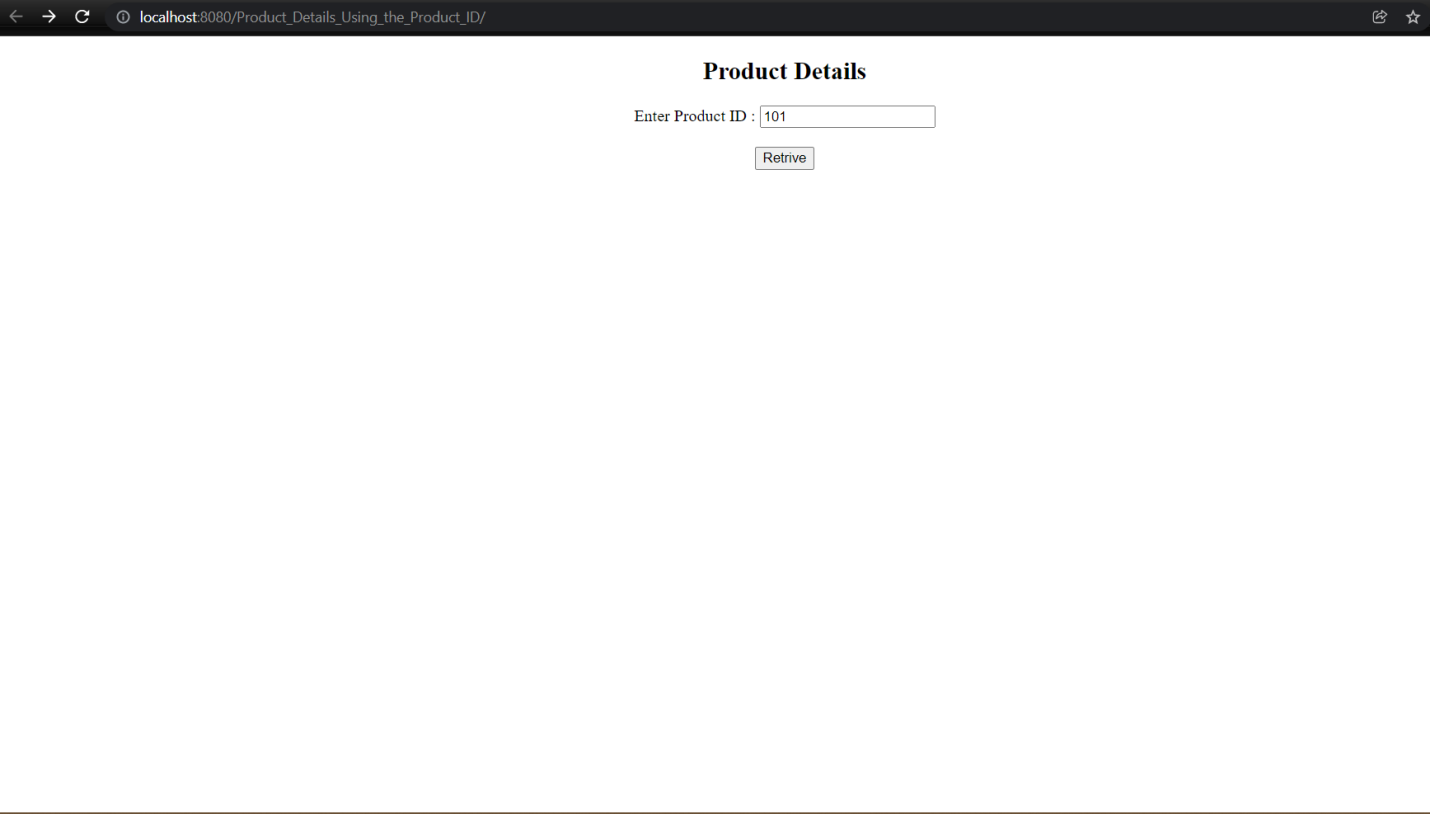 localhost:8080/Product_Details_Using_the_Product_ID/
Product Details
Enter Product ID : 101
Retrive